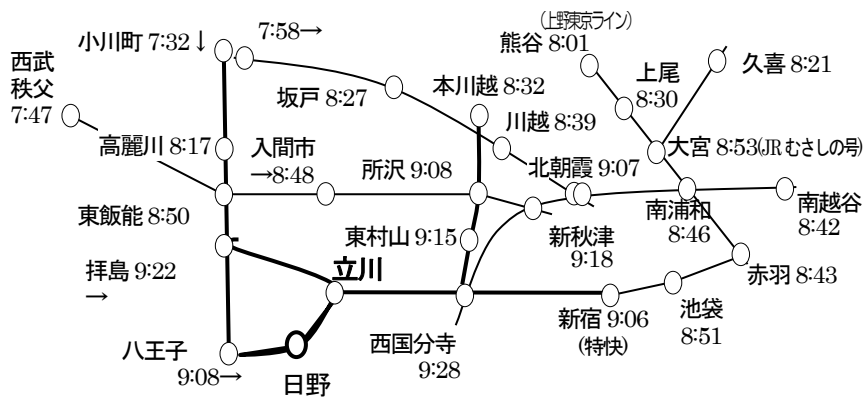 (上野東京ライン)
熊谷 8:01
小川町 7:32↓
7:58→
西武
秩父
7:47
坂戸 8:27
本川越 8:32
上尾
8:30
久喜 8:21
川越 8:39
高麗川 8:17
入間市
→8:48
所沢 9:08
北朝霞 9:07
大宮 8:53(JRむさしの号)
東飯能 8:50
東村山 9:15
新秋津
9:18
南浦和
8:46
南越谷
8:42
拝島 9:22
→
立川
赤羽 8:43
八王子
9:08→
日野
西国分寺
9:28
新宿 9:06
(特快)
池袋
8:51